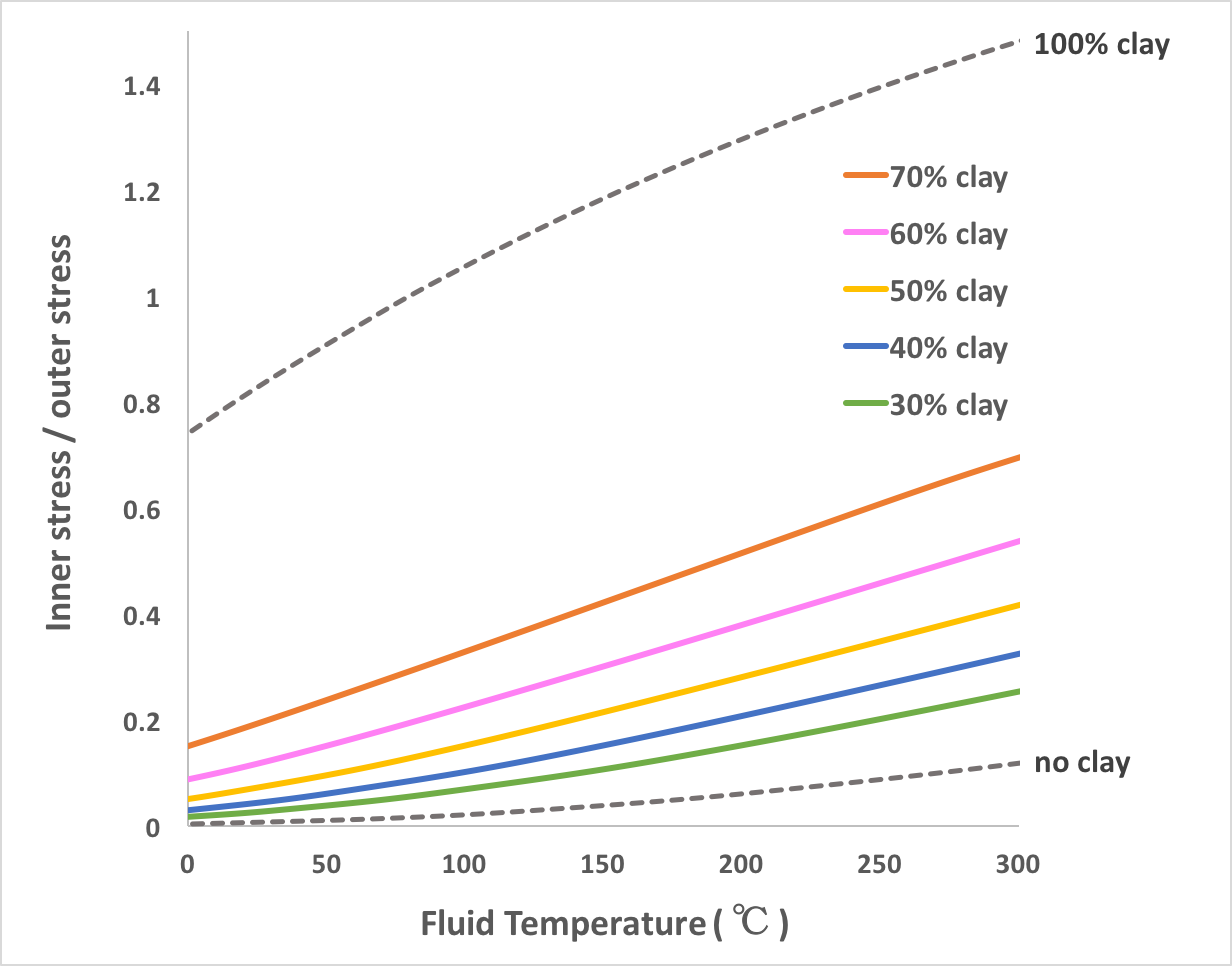 100% clay
1.4
1.2
1
0.8
0.6
0.4
0.2
0
Inner stress / outer stress
70% clay
60% clay
50% clay
40% clay
30% clay
no clay
0 50 100 150 200 250 300
Fluid Temperature ( ℃ )